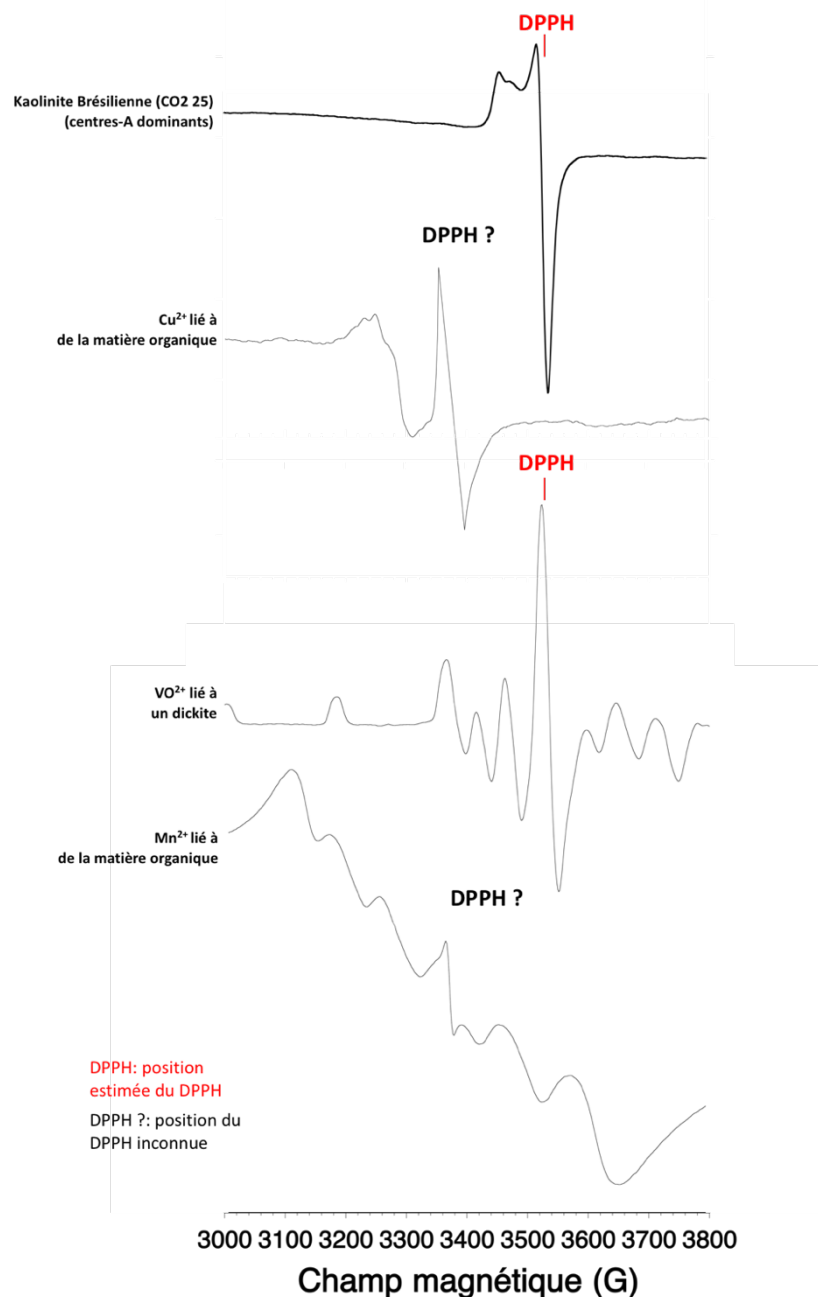 DPPH
Kaolinite Brésilienne (CO2 25)
(centres-A dominants)
DPPH ?
Cu²⁺ lié à
de la matière organique
DPPH
VO²⁺ lié à
un dickite
Mn²⁺ lié à
de la matière organique
DPPH ?
DPPH: position
estimée du DPPH
DPPH ?: position du
DPPH inconnue
3000 3100 3200 3300 3400 3500 3600 3700 3800
Champ magnétique (G)